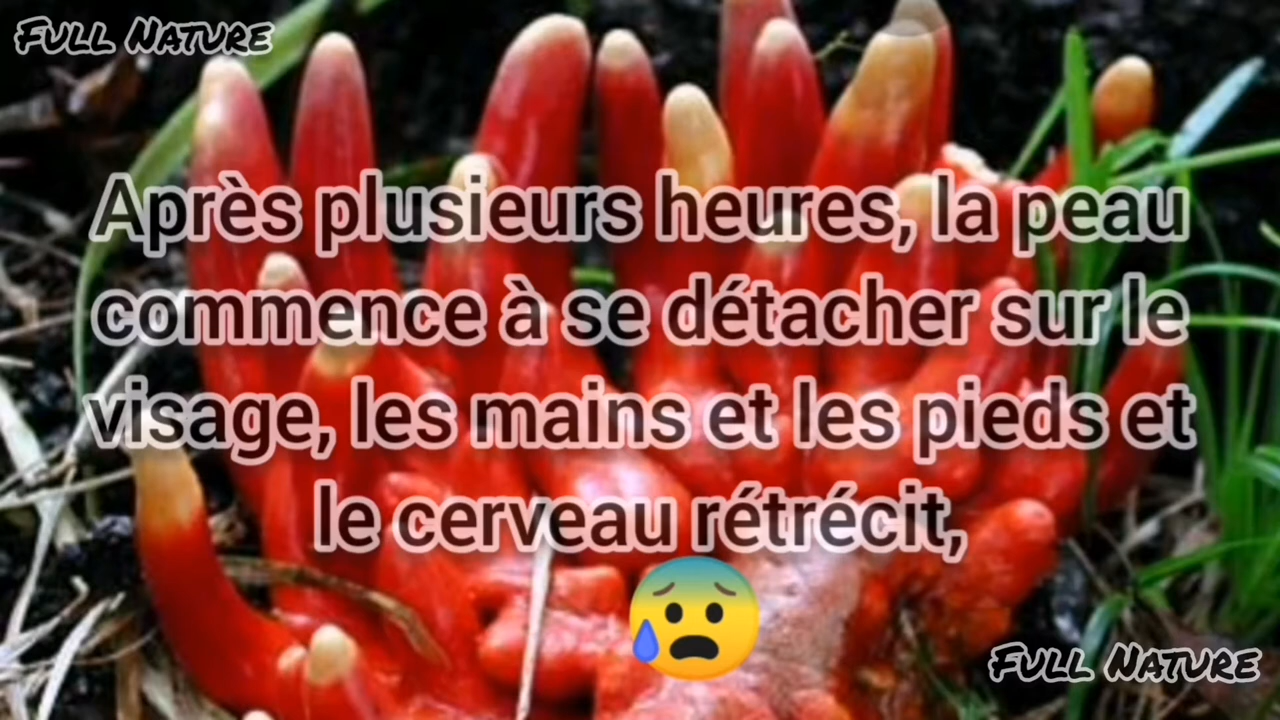 Full Nature
Après plusieurs heures, la peau
commence à se détacher sur le
visage, les mains et les pieds et
le cerveau rétrécit,
Full Nature